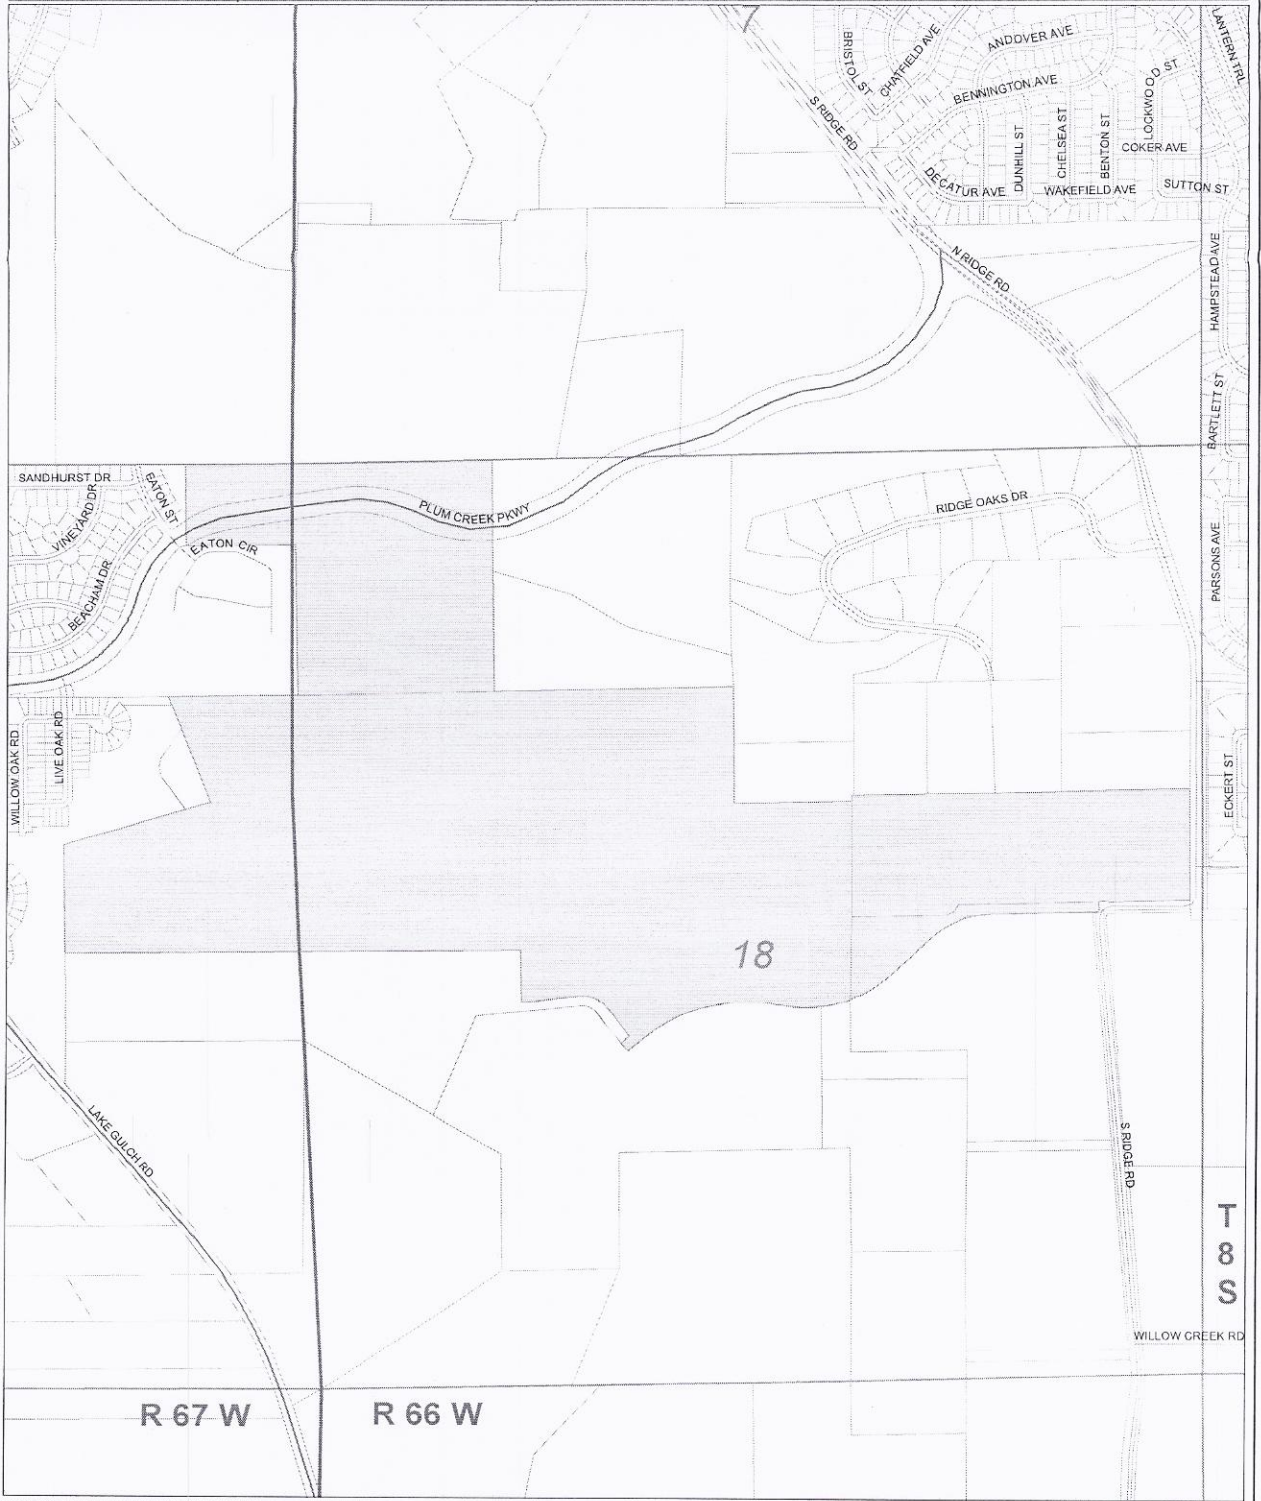 7
BRISTOL ST
CHATFIELD AVE
ANDOVER AVE
LANTERN TRL
BENNINGTON AVE
LOCKWOOD ST
S RIDGE RD
DUNHILL ST
CHELSEA ST
BENTON ST
COKER AVE
DECATUR AVE
WAKEFIELD AVE
SUTTON ST
N RIDGE RD
HAMPSTEAD AVE
BARTLETT ST
SANDHURST DR
VINEYARD DR
EATON ST
PLUM CREEK PKWY
RIDGE OAKS DR
EATON CIR
BEACHAM DR
PARSONS AVE
WILLOW OAK RD
LIVE OAK RD
ECKERT ST
18
LAKE GULCH RD
S RIDGE RD
T
8
S
WILLOW CREEK RD
R 67 W
R 66 W